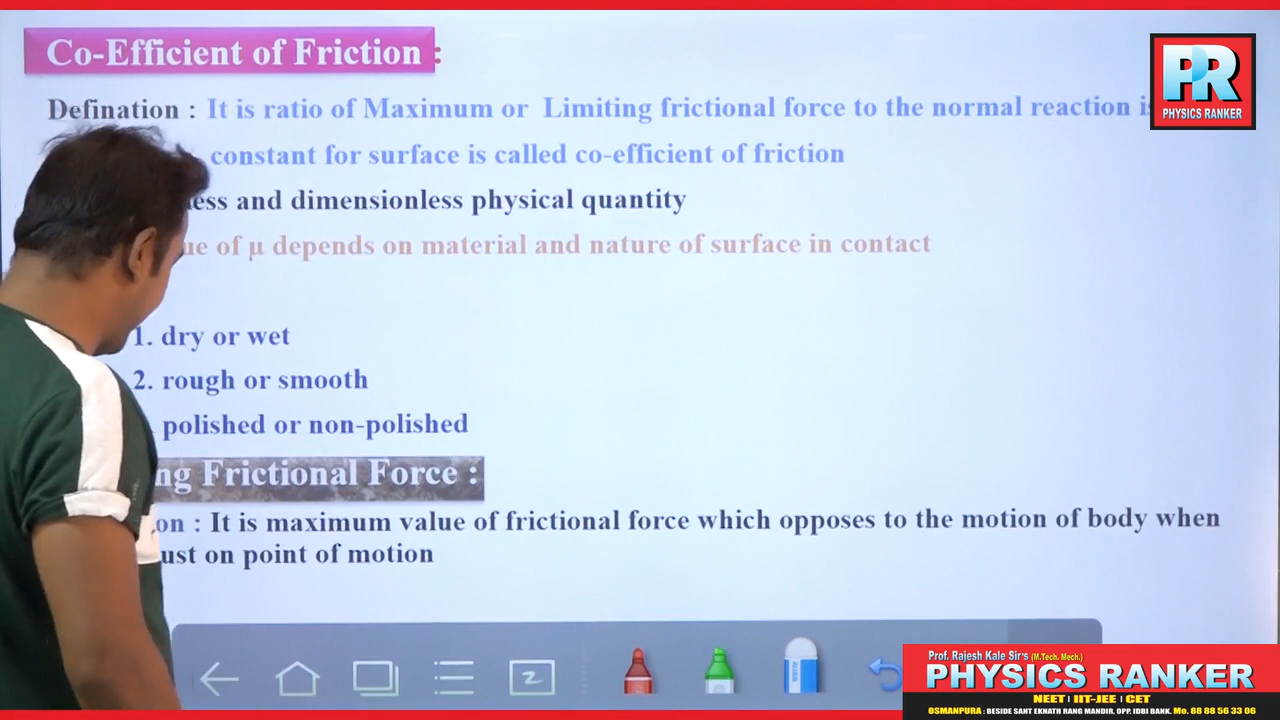 Co-Efficient of Friction :
Defination : It is ratio of Maximum or Limiting frictional force to the normal reaction
constant for surface is called co-efficient of friction
and dimensionless physical quantity
of μ depends on material and nature of surface in contact
1. dry or wet
2. rough or smooth
polished or non-polished
Frictional Force :
It is maximum value of frictional force which opposes to the motion of body when
on point of motion
PR
PHYSICS RANKER
Prof. Rajesh Kale Sir's (M.Tech. Mech.)
PHYSICS RANKER
NEET | IIT-JEE | CET
OSMANPURA : BESIDE SANT EKNATH RANG MANDIR, OPP. IDBI BANK. Mo. 88 88 56 33 06